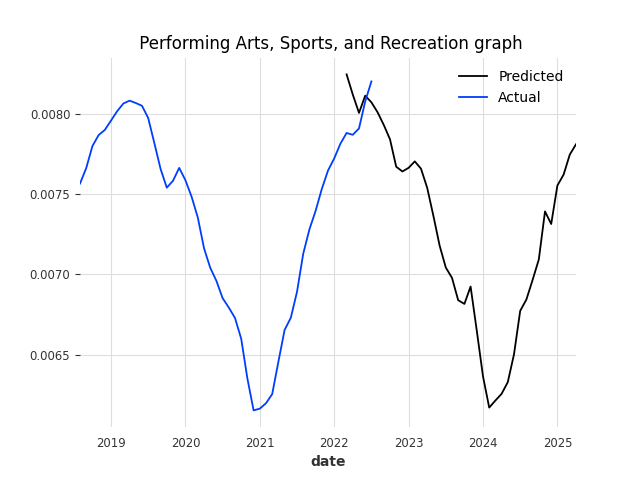 Performing Arts, Sports, and Recreation graph
Predicted
Actual
0.0080
0.0075
0.0070
0.0065
2019 2020 2021 2022 2023 2024 2025
date